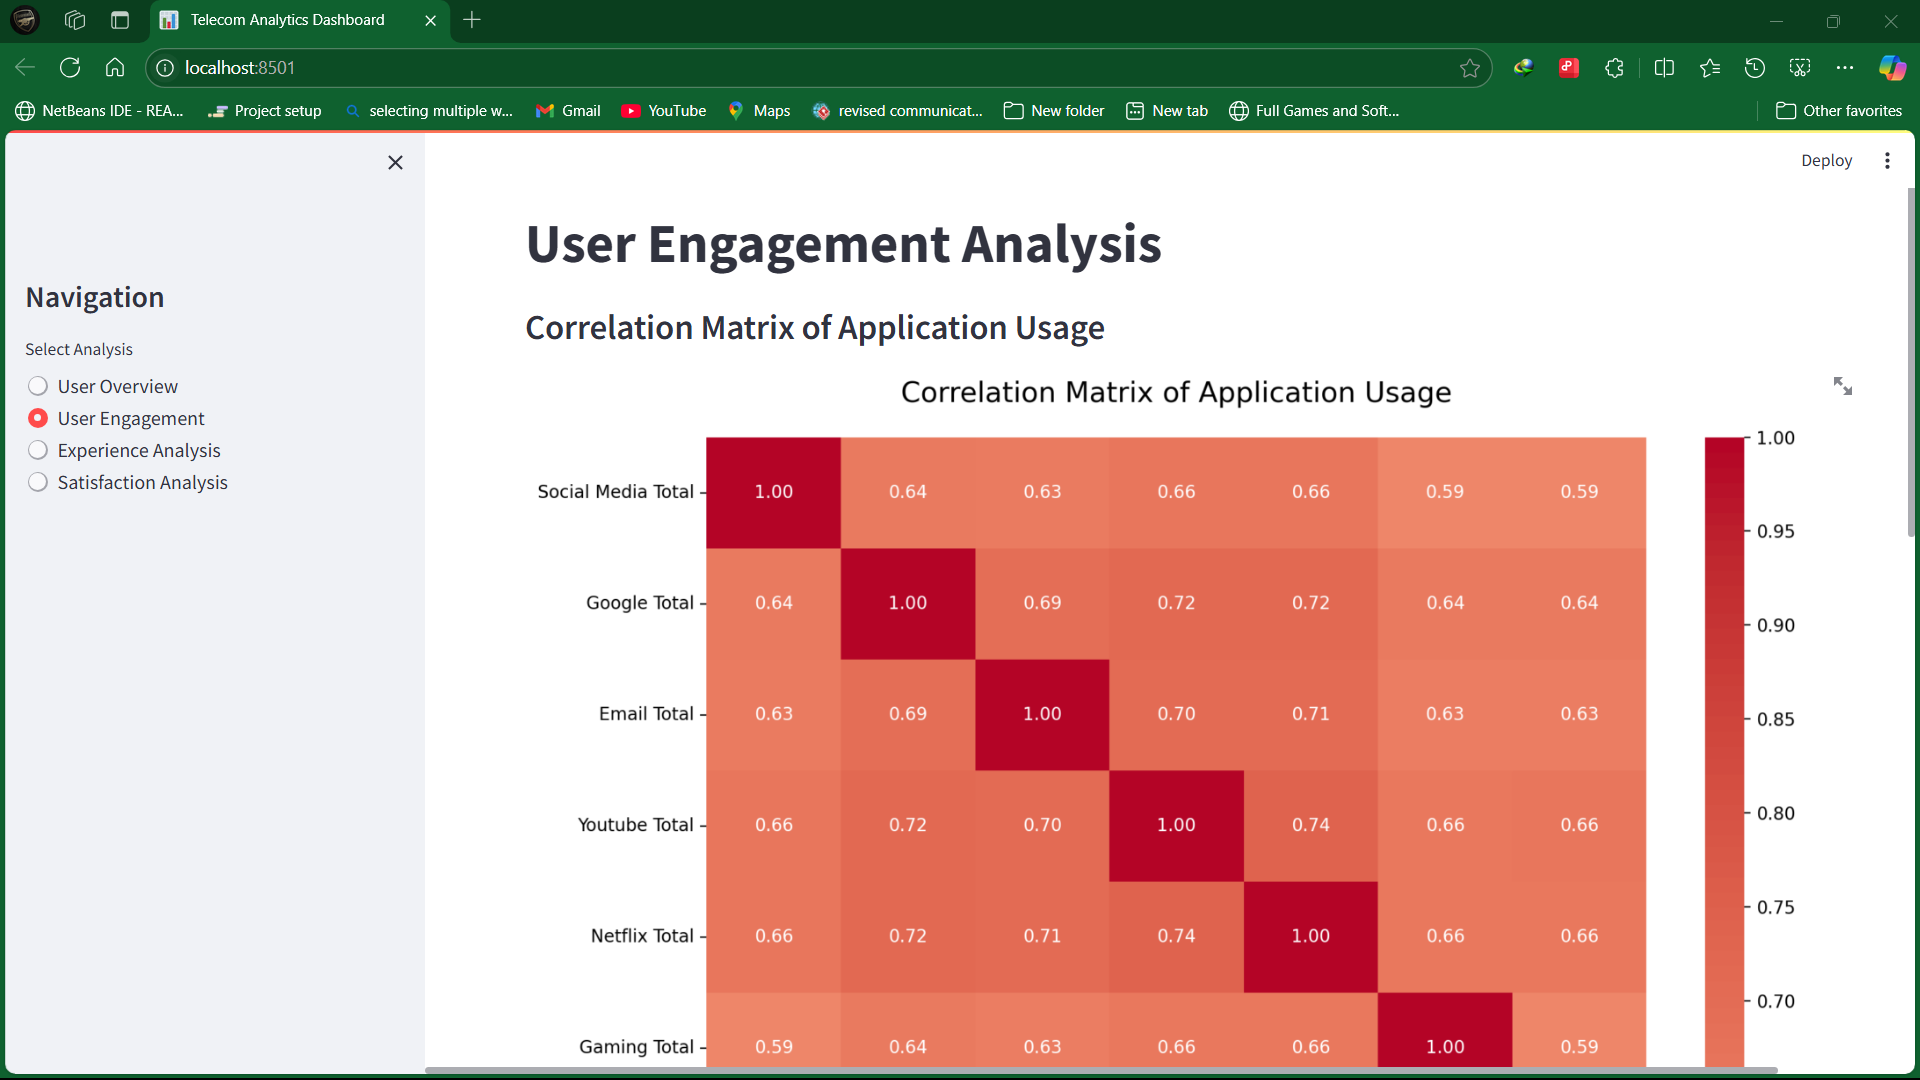 Telecom Analytics Dashboard
localhost:8501
NetBeans IDE - REA... Project setup selecting multiple w... Gmail YouTube Maps revised communicat... New folder New tab Full Games and Soft... Other favorites
Deploy
Navigation
Select Analysis
User Overview
User Engagement
Experience Analysis
Satisfaction Analysis
User Engagement Analysis
Correlation Matrix of Application Usage
Correlation Matrix of Application Usage
Social Media Total 1.00 0.64 0.63 0.66 0.66 0.59 0.59
Google Total 0.64 1.00 0.69 0.72 0.72 0.64 0.64
Email Total 0.63 0.69 1.00 0.70 0.71 0.63 0.63
Youtube Total 0.66 0.72 0.70 1.00 0.74 0.66 0.66
Netflix Total 0.66 0.72 0.71 0.74 1.00 0.66 0.66
Gaming Total 0.59 0.64 0.63 0.66 0.66 1.00 0.59
1.00
0.95
0.90
0.85
0.80
0.75
0.70